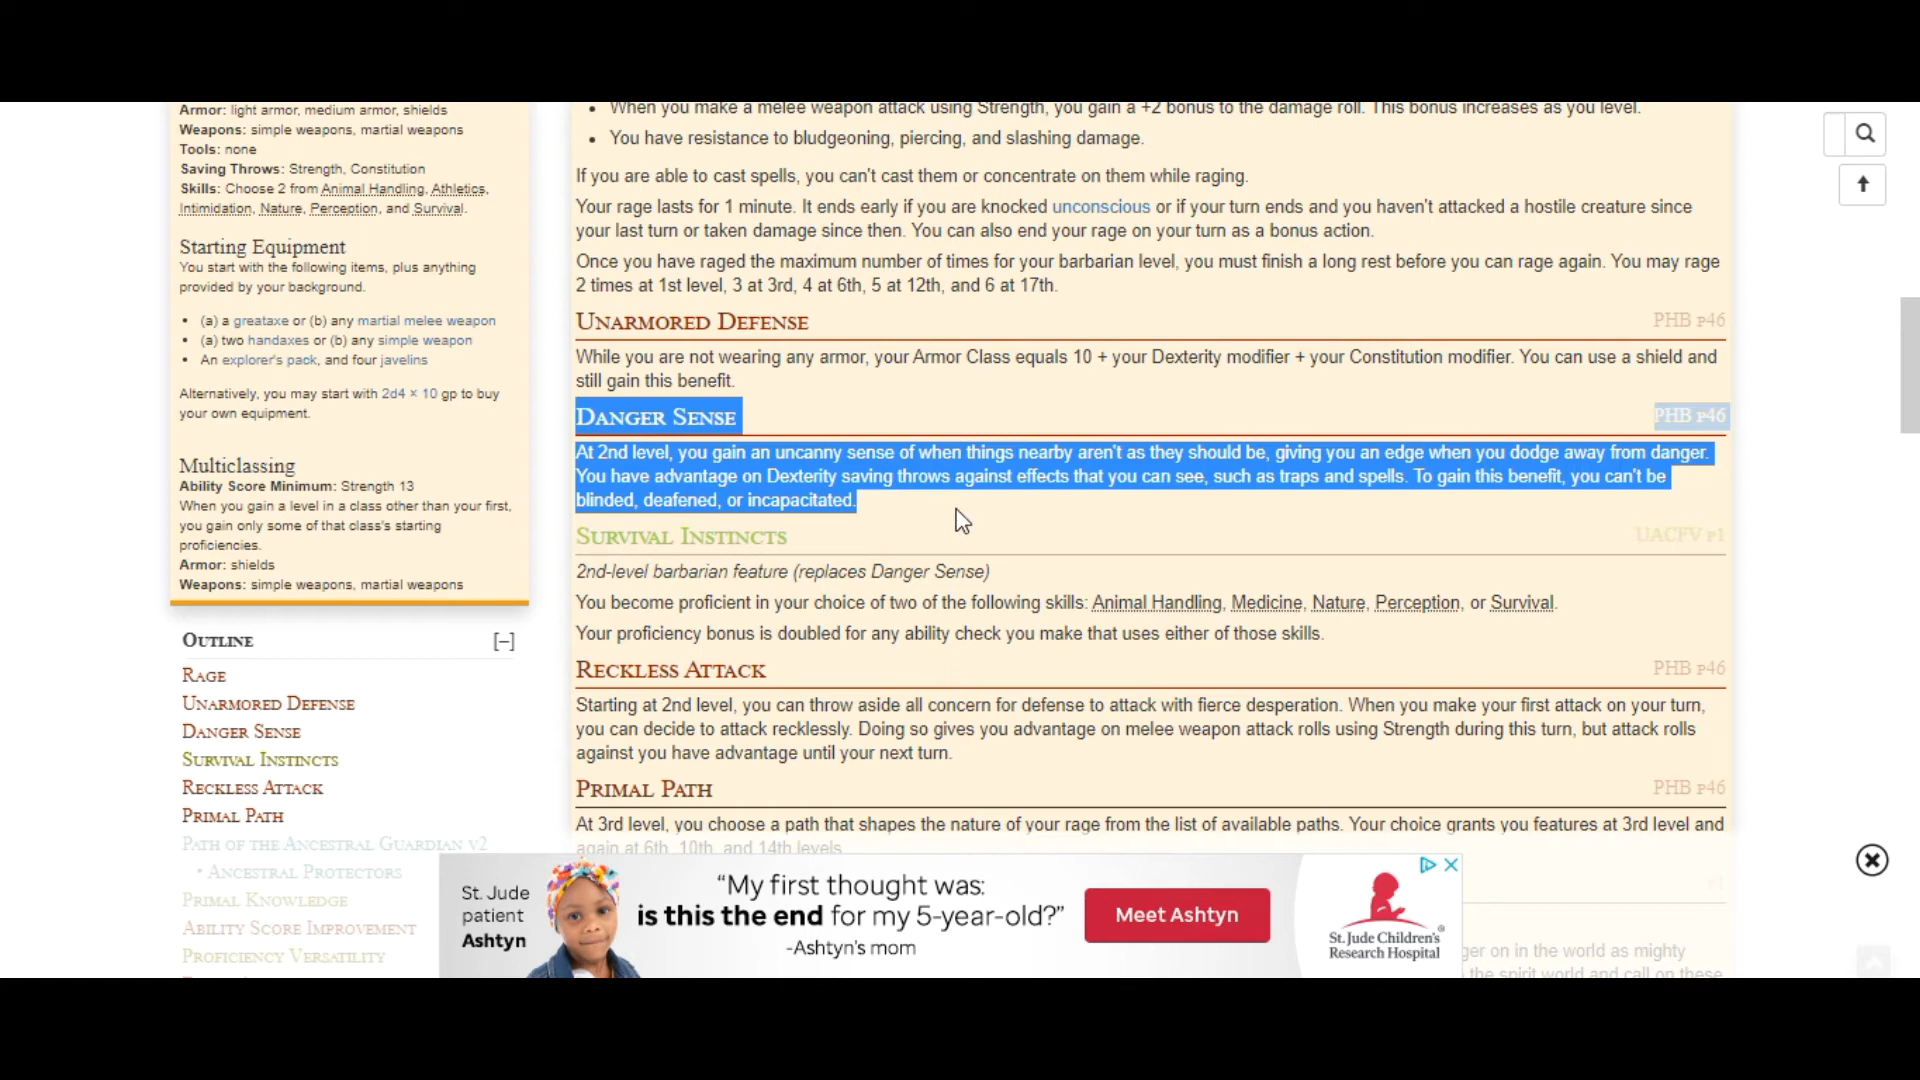 Armor: light armor, medium armor, shields
Weapons: simple weapons, martial weapons
Tools: none
Saving Throws: Strength, Constitution
Skills: Choose 2 from Animal Handling, Athletics,
Intimidation, Nature, Perception, and Survival.
Starting Equipment
You start with the following items, plus anything
provided by your background.
• (a) a greataxe or (b) any martial melee weapon
• (a) two handaxes or (b) any simple weapon
• An explorer's pack, and four javelins
Alternatively, you may start with 2d4 × 10 gp to buy
your own equipment.
Multiclassing
Ability Score Minimum: Strength 13
When you gain a level in a class other than your first,
you gain only some of that class's starting
proficiencies.
Armor: shields
Weapons: simple weapons, martial weapons
Outline [–]
Rage
Unarmored Defense
Danger Sense
Survival Instincts
Reckless Attack
Primal Path
Path of the Ancestral Guardian v2
• Ancestral Protectors
Primal Knowledge
Ability Score Improvement
Proficiency Versatility
• When you make a melee weapon attack using Strength, you gain a +2 bonus to the damage roll. This bonus increases as you level.
• You have resistance to bludgeoning, piercing, and slashing damage.
If you are able to cast spells, you can't cast them or concentrate on them while raging.
Your rage lasts for 1 minute. It ends early if you are knocked unconscious or if your turn ends and you haven't attacked a hostile creature since
your last turn or taken damage since then. You can also end your rage on your turn as a bonus action.
Once you have raged the maximum number of times for your barbarian level, you must finish a long rest before you can rage again. You may rage
2 times at 1st level, 3 at 3rd, 4 at 6th, 5 at 12th, and 6 at 17th.
Unarmored Defense PHB p46
While you are not wearing any armor, your Armor Class equals 10 + your Dexterity modifier + your Constitution modifier. You can use a shield and
still gain this benefit.
Danger Sense PHB p46
At 2nd level, you gain an uncanny sense of when things nearby aren't as they should be, giving you an edge when you dodge away from danger.
You have advantage on Dexterity saving throws against effects that you can see, such as traps and spells. To gain this benefit, you can't be
blinded, deafened, or incapacitated.
Survival Instincts UACFV p1
2nd-level barbarian feature (replaces Danger Sense)
You become proficient in your choice of two of the following skills: Animal Handling, Medicine, Nature, Perception, or Survival.
Your proficiency bonus is doubled for any ability check you make that uses either of those skills.
Reckless Attack PHB p46
Starting at 2nd level, you can throw aside all concern for defense to attack with fierce desperation. When you make your first attack on your turn,
you can decide to attack recklessly. Doing so gives you advantage on melee weapon attack rolls using Strength during this turn, but attack rolls
against you have advantage until your next turn.
Primal Path PHB p46
At 3rd level, you choose a path that shapes the nature of your rage from the list of available paths. Your choice grants you features at 3rd level and
again at 6th, 10th, and 14th levels.
p1
on in the world as mighty
the spirit world and call on these
St. Jude
patient
Ashtyn
“My first thought was:
is this the end for my 5-year-old?”
-Ashtyn's mom
Meet Ashtyn
St. Jude Children's®
Research Hospital